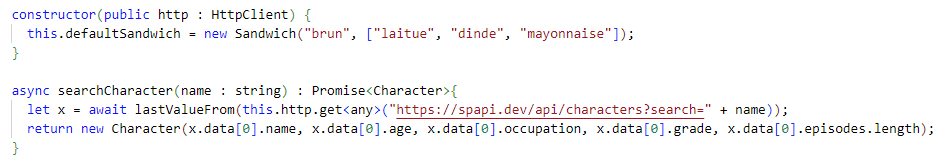 constructor(public http : HttpClient) {
this.defaultSandwich = new Sandwich("brun", ["laitue", "dinde", "mayonnaise"]);
}
async searchCharacter(name : string) : Promise<Character>{
let x = await lastValueFrom(this.http.get<any>("https://spapi.dev/api/characters?search=" + name));
return new Character(x.data[0].name, x.data[0].age, x.data[0].occupation, x.data[0].grade, x.data[0].episodes.length);
}